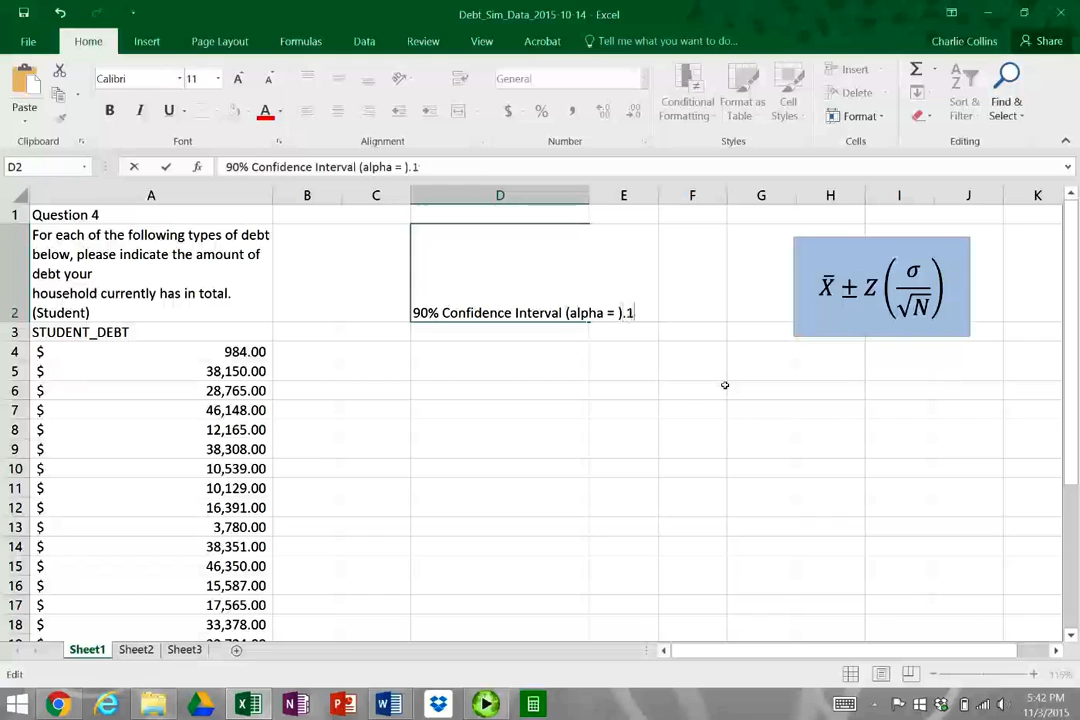 Debt_Sim_Data_2015-10-14 - Excel
File Home Insert Page Layout Formulas Data Review View Acrobat Tell me what you want to do... Charlie Collins Share
Paste
Clipboard
Calibri 11 A A
B I U A
Font
Alignment
General
$ % ,
Number
Conditional Formatting
Format as Table
Cell Styles
Styles
Insert
Delete
Format
Cells
Sort & Filter
Find & Select
Editing
D2 fx 90% Confidence Interval (alpha = ).1
A B C D E F G H I J K
1 Question 4
For each of the following types of debt
below, please indicate the amount of
debt your
household currently has in total.
2 (Student) 90% Confidence Interval (alpha = ).1
X̄ ± Z (σ/√N)
3 STUDENT_DEBT
4 $ 984.00
5 $ 38,150.00
6 $ 28,765.00
7 $ 46,148.00
8 $ 12,165.00
9 $ 38,308.00
10 $ 10,539.00
11 $ 10,129.00
12 $ 16,391.00
13 $ 3,780.00
14 $ 38,351.00
15 $ 46,350.00
16 $ 15,587.00
17 $ 17,565.00
18 $ 33,378.00
Sheet1 Sheet2 Sheet3
Edit 115%
5:42 PM
11/3/2015